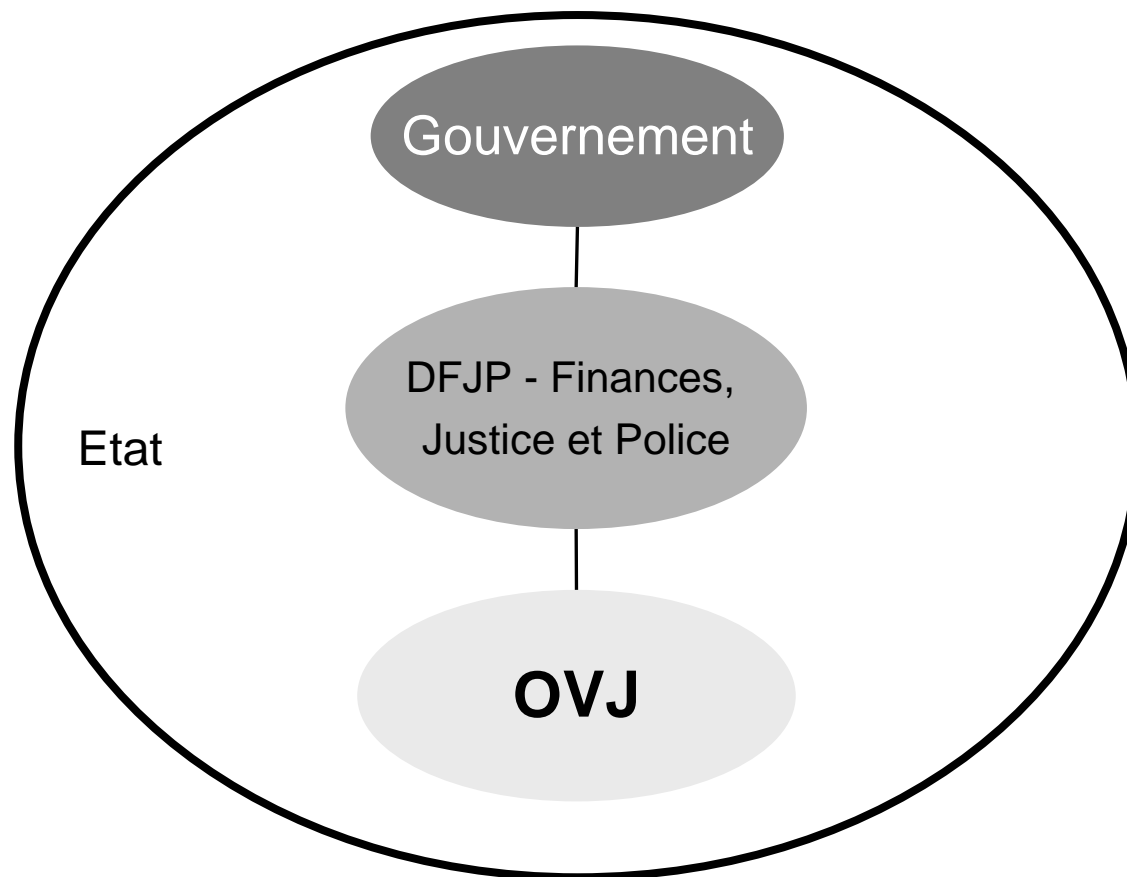 Gouvernement
DFJP - Finances,
Justice et Police
Etat
OVJ